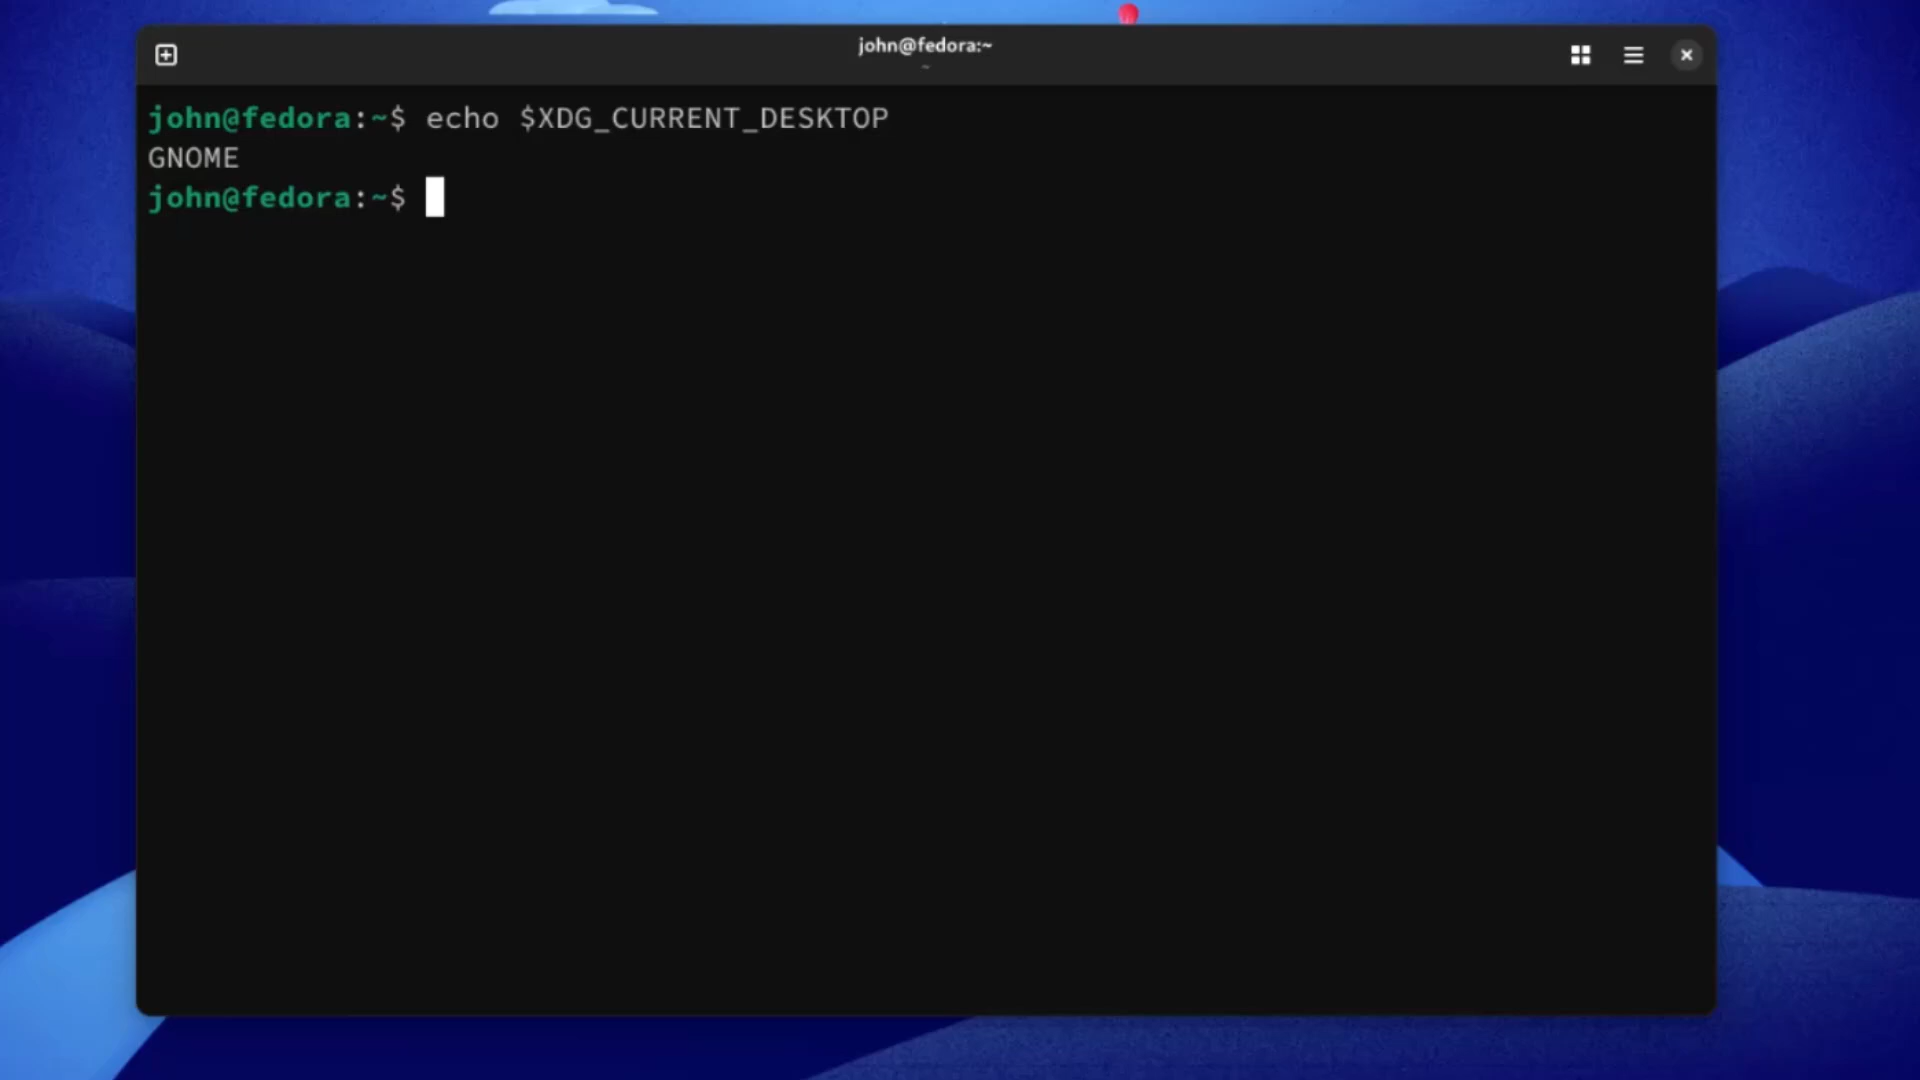 john@fedora:~
~
john@fedora:~$ echo $XDG_CURRENT_DESKTOP
GNOME
john@fedora:~$